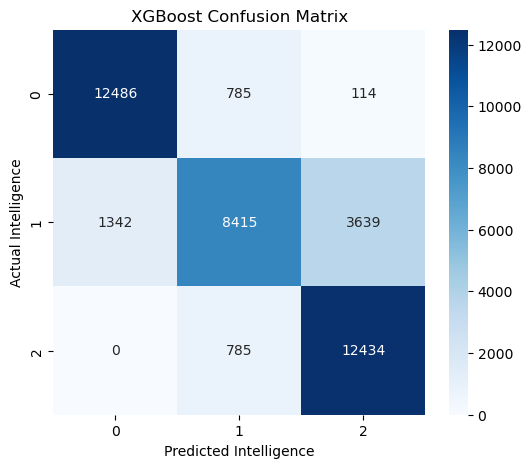 XGBoost Confusion Matrix
Actual Intelligence
0
12486 785 114
1
1342 8415 3639
2
0 785 12434
0 1 2
Predicted Intelligence
12000
10000
8000
6000
4000
2000
0